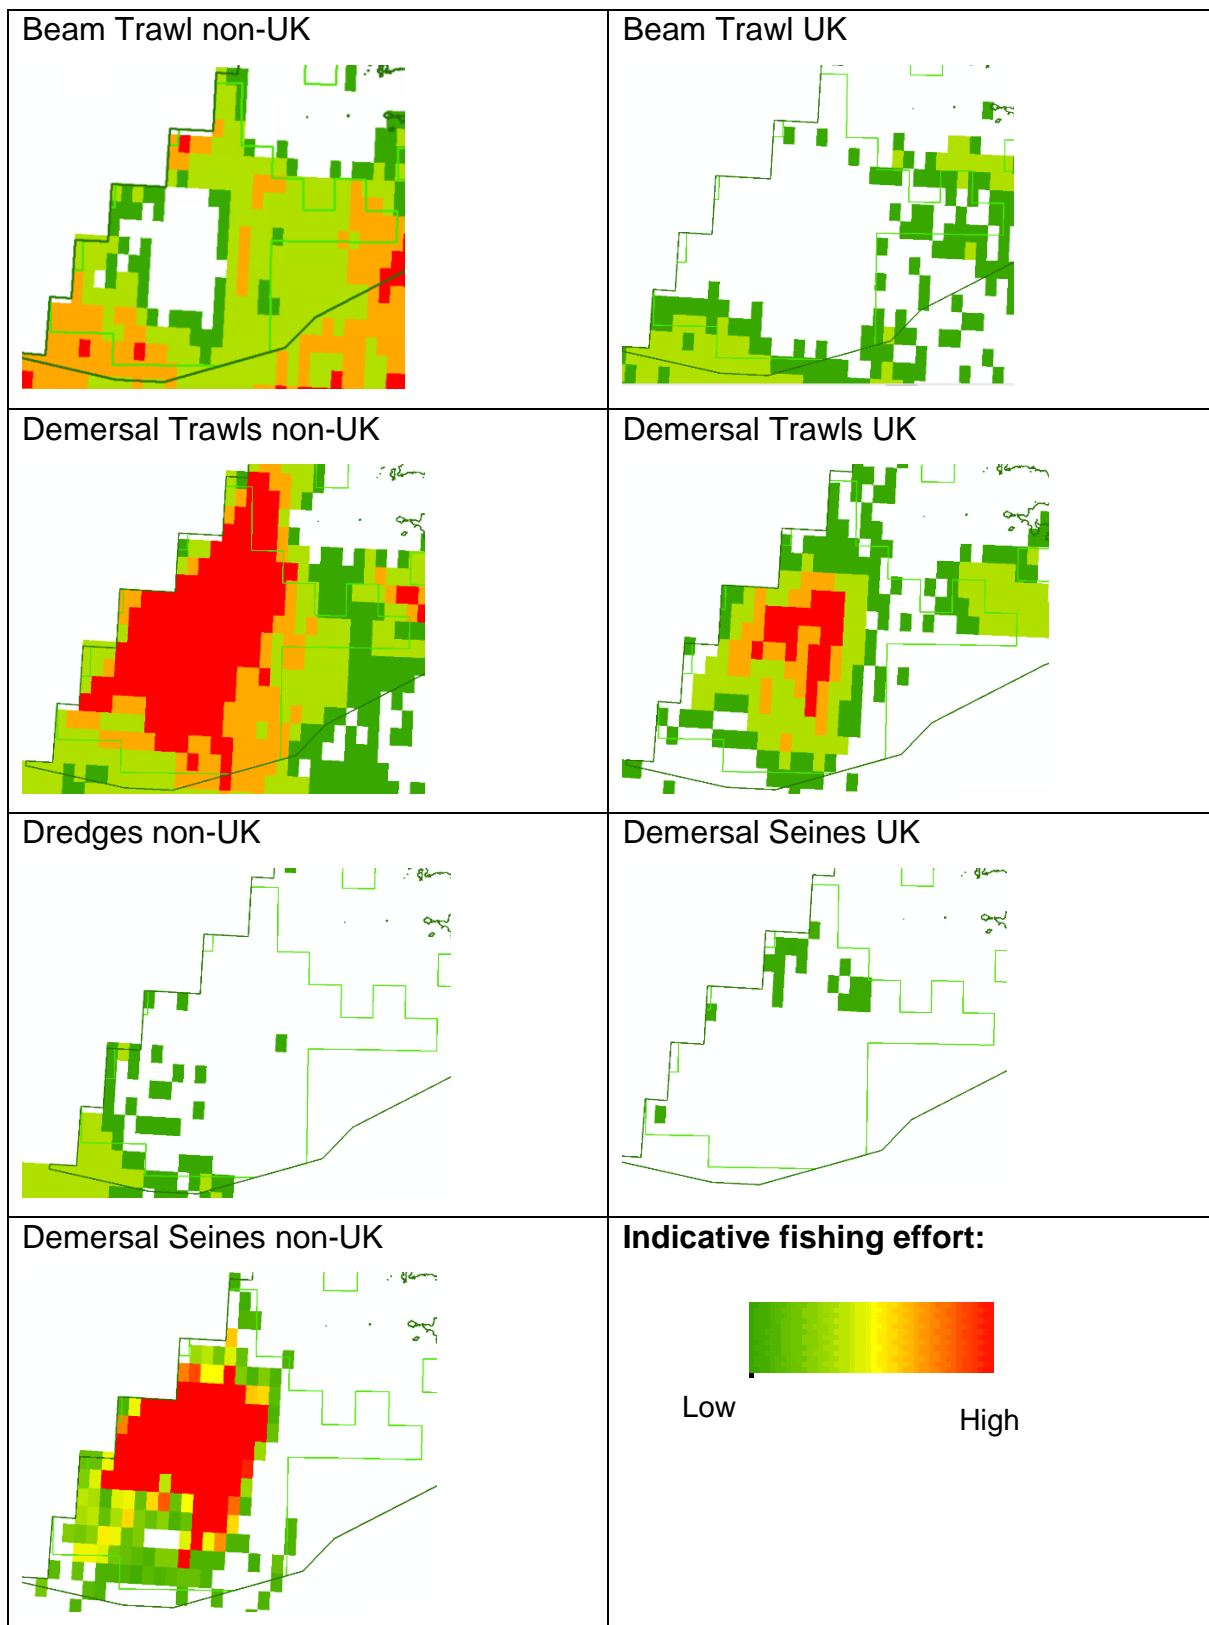 Beam Trawl non-UK
Beam Trawl UK
Demersal Trawls non-UK
Demersal Trawls UK
Dredges non-UK
Demersal Seines UK
Demersal Seines non-UK
Indicative fishing effort:
Low
High